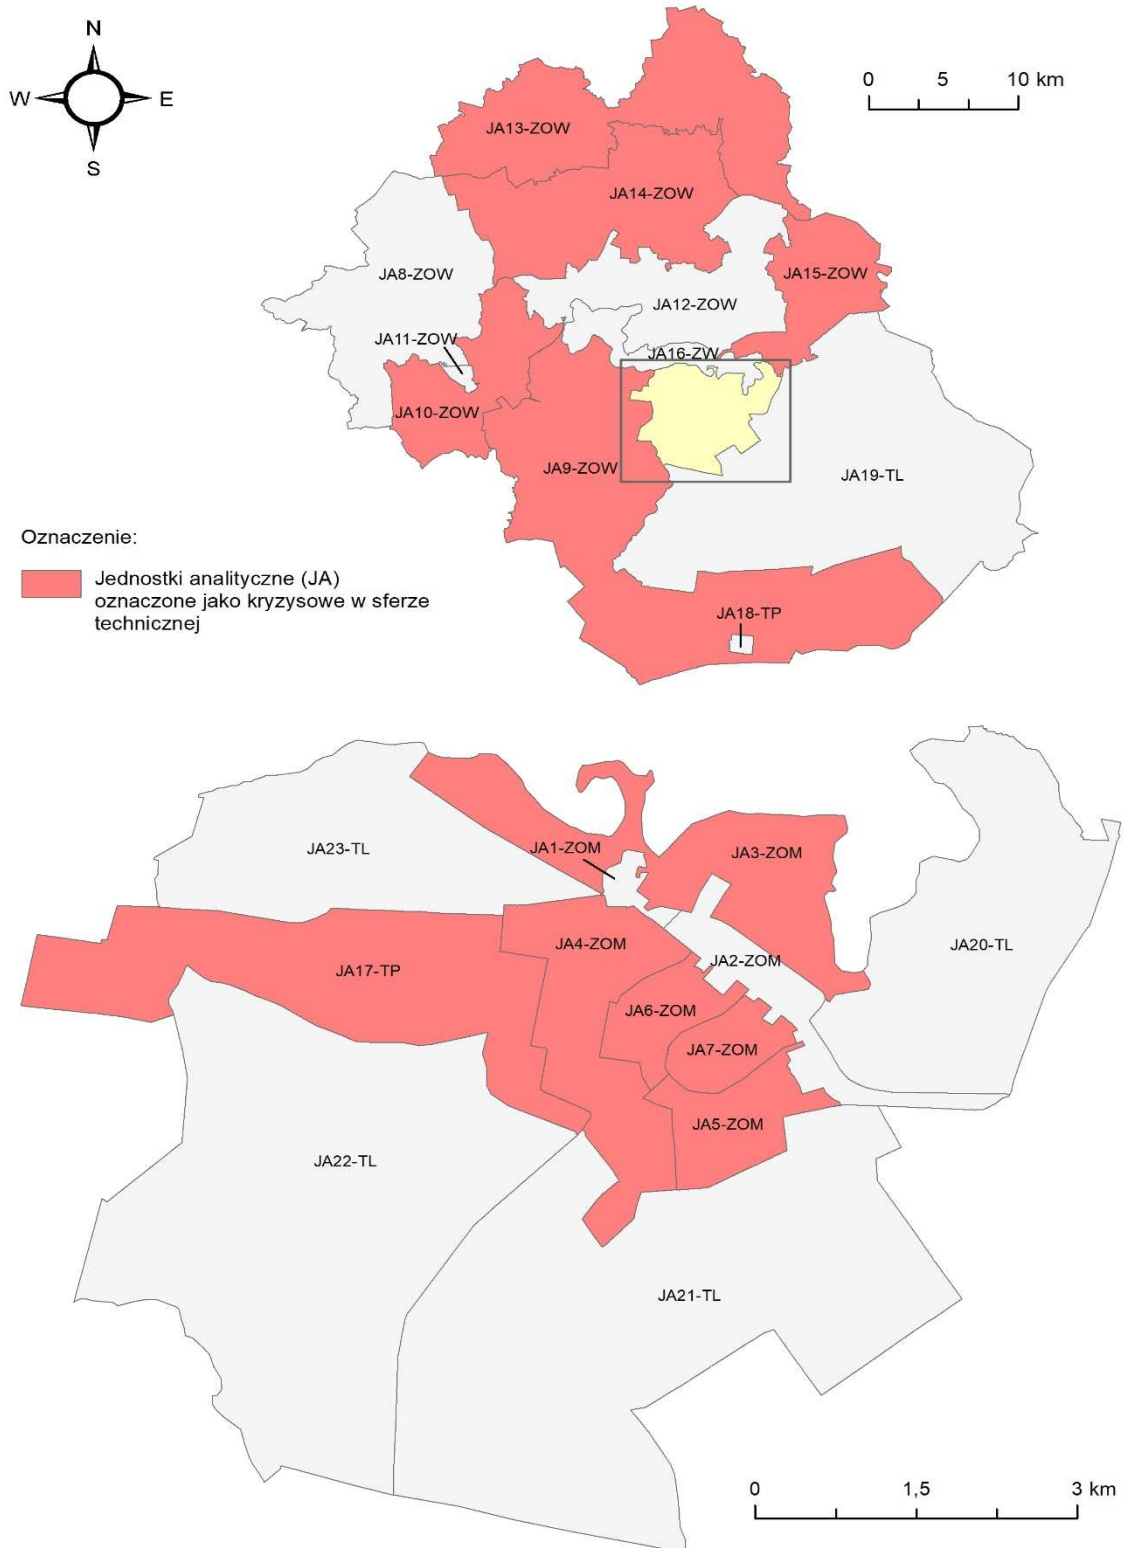 N
W E
S
0 5 10 km
JA13-ZOW
JA14-ZOW
JA8-ZOW
JA15-ZOW
JA12-ZOW
JA11-ZOW
JA16-ZW
JA10-ZOW
JA9-ZOW
JA19-TL
Oznaczenie:
Jednostki analityczne (JA)
oznaczone jako kryzysowe w sferze
technicznej
JA18-TP
JA23-TL
JA1-ZOM
JA3-ZOM
JA4-ZOM
JA20-TL
JA2-ZOM
JA17-TP
JA6-ZOM
JA7-ZOM
JA5-ZOM
JA22-TL
JA21-TL
0 1,5 3 km